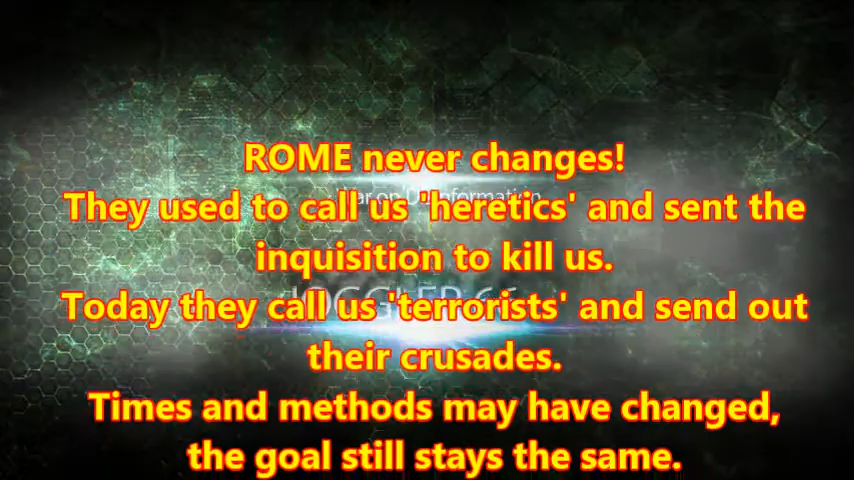 ROME never changes!
They used to call us 'heretics' and sent the
inquisition to kill us.
Today they call us 'terrorists' and send out
their crusades.
Times and methods may have changed,
the goal still stays the same.